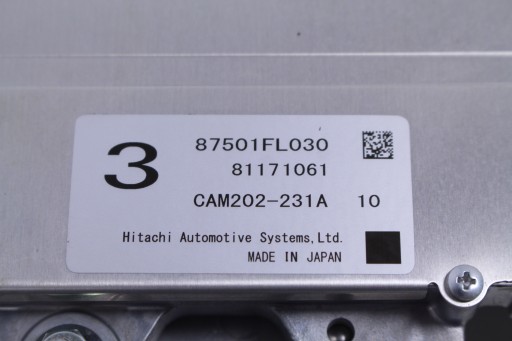 3
87501FL030
81171061
CAM202-231A 10
Hitachi Automotive Systems,Ltd.
MADE IN JAPAN